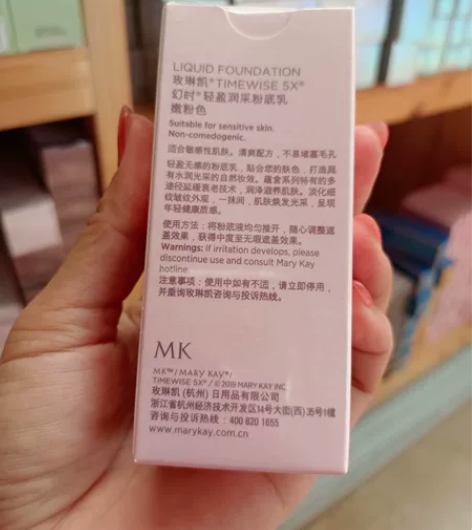 LIQUID FOUNDATION
玫琳凯®TIMEWISE 5X®
幻时®轻盈润采粉底乳
嫩粉色
Suitable for sensitive skin.
Non-comedogenic.
适合敏感性肌肤。清爽配方，不易堵塞毛孔
轻盈无感的粉底乳，贴合您的肤色，打造具
有水润光采的自然妆效。蕴含系列特有的多
途径延缓衰老技术，润泽滋养肌肤。淡化细
纹皱纹外观，一抹间，肌肤焕发光采，呈现
年轻健康质感。
使用方法：将粉底液均匀推开，随心调整遮
盖效果，获得中度至无瑕遮盖效果。
Warnings: If irritation develops, please
discontinue use and consult Mary Kay
hotline
注意事项：使用中如有不适，请立即停用，
并垂询玫琳凯咨询与投诉热线。
MK
MK™/ MARY KAY®/
TIMEWISE 5X® / © 2019 MARY KAY INC.
玫琳凯 (杭州) 日用品有限公司
浙江省杭州经济技术开发区14号大街(西)35号1幢
咨询与投诉热线：400 820 1655
www.marykay.com.cn